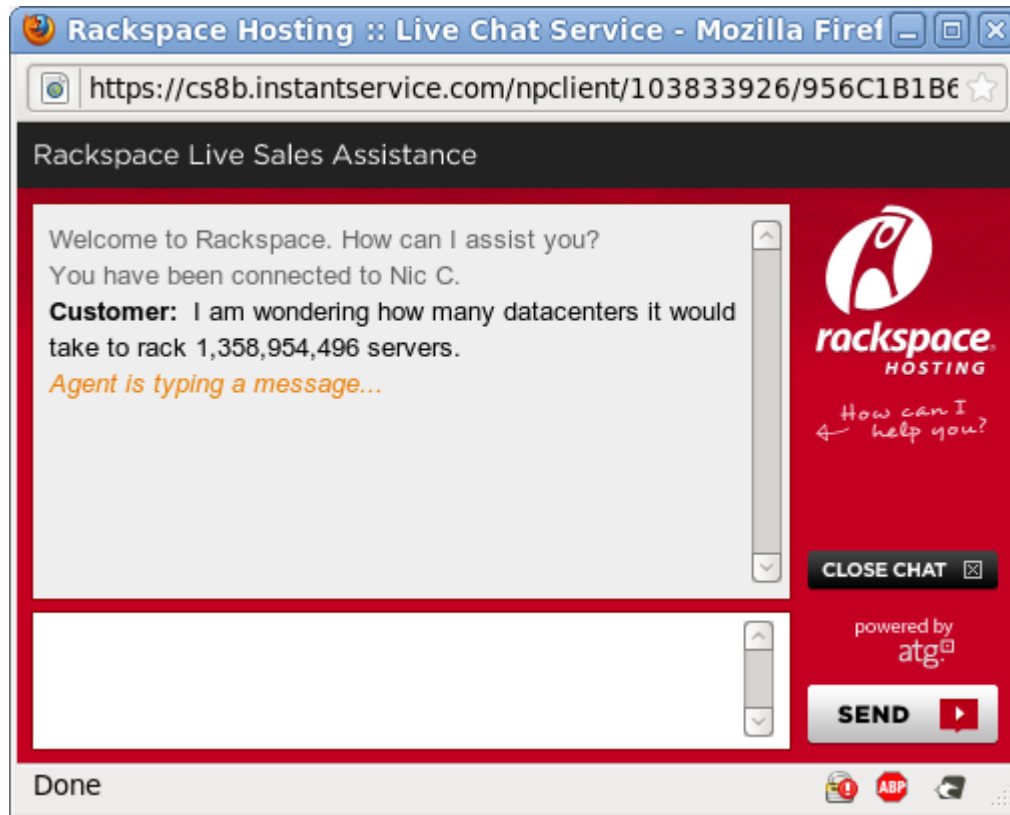 Rackspace Hosting :: Live Chat Service - Mozilla Firef
https://cs8b.instantservice.com/npclient/103833926/956C1B1B6
Rackspace Live Sales Assistance
Welcome to Rackspace. How can I assist you?
You have been connected to Nic C.
Customer: I am wondering how many datacenters it would
take to rack 1,358,954,496 servers.
Agent is typing a message...
rackspace.
HOSTING
How can I
help you?
CLOSE CHAT
powered by
atg
SEND
Done
ABP